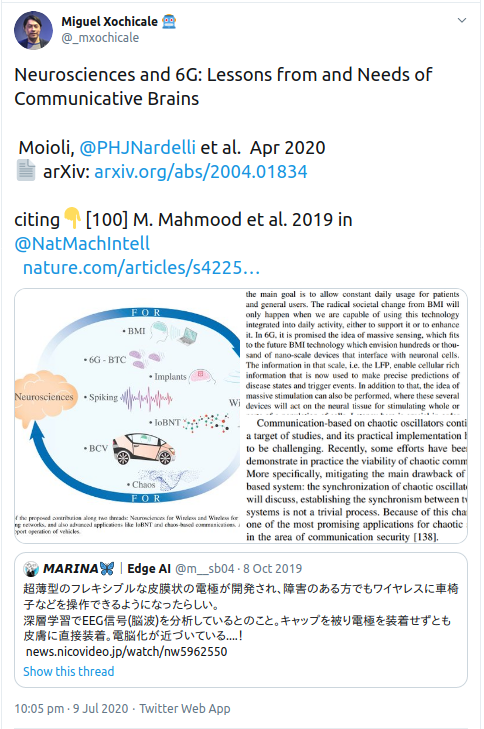 Miguel Xochicale
@_mxochicale
Neurosciences and 6G: Lessons from and Needs of
Communicative Brains
Moioli, @PHJNardelli et al. Apr 2020
📄 arXiv: arxiv.org/abs/2004.01834
citing 👇 [100] M. Mahmood et al. 2019 in
@NatMachIntell
nature.com/articles/s4225…
FOR
• BMI
• 6G - BTC
• Implants
Neurosciences
• Spiking
Wi
• IoBNT
• BCV
• Chaos
FOR
if the proposed contribution along two threads: Neurosciences for Wireless and Wireless for
ng networks, and also advanced applications like IoBNT and chaos-based communications.
port operation of vehicles.
the main goal is to allow constant daily usage for patients
and general users. The radical societal change from BMI will
only happen when we are capable of using this technology
integrated into daily activity, either to support it or to enhance
it. In 6G, it is promised the idea of massive sensing, which fits
to the future BMI technology which envision hundreds or thou-
sand of nano-scale devices that interface with neuronal cells.
The information in that scale, i.e. the LFP, enable cellular rich
information that is now used to make precise predictions of
disease states and trigger events. In addition to that, the idea of
massive stimulation can also be performed, where these several
devices will act on the neural tissue for stimulating whole or
Communication-based on chaotic oscillators conti
a target of studies, and its practical implementation h
to be challenging. Recently, some efforts have been
demonstrate in practice the viability of chaotic comm
More specifically, mitigating the main drawback of
based system: the synchronization of chaotic oscillat
will discuss, establishing the synchronism between tw
systems is not a trivial process. Because of this cha
one of the most promising applications for chaotic
in the area of communication security [138].
MARINA | Edge AI @m__sb04 · 8 Oct 2019
超薄型のフレキシブルな皮膜状の電極が開発され、障害のある方でもワイヤレスに車椅
子などを操作できるようになったらしい。
深層学習でEEG信号(脳波)を分析しているとのこと。キャップを被り電極を装着せずとも
皮膚に直接装着。電脳化が近づいている....！
news.nicovideo.jp/watch/nw5962550
Show this thread
10:05 pm · 9 Jul 2020 · Twitter Web App